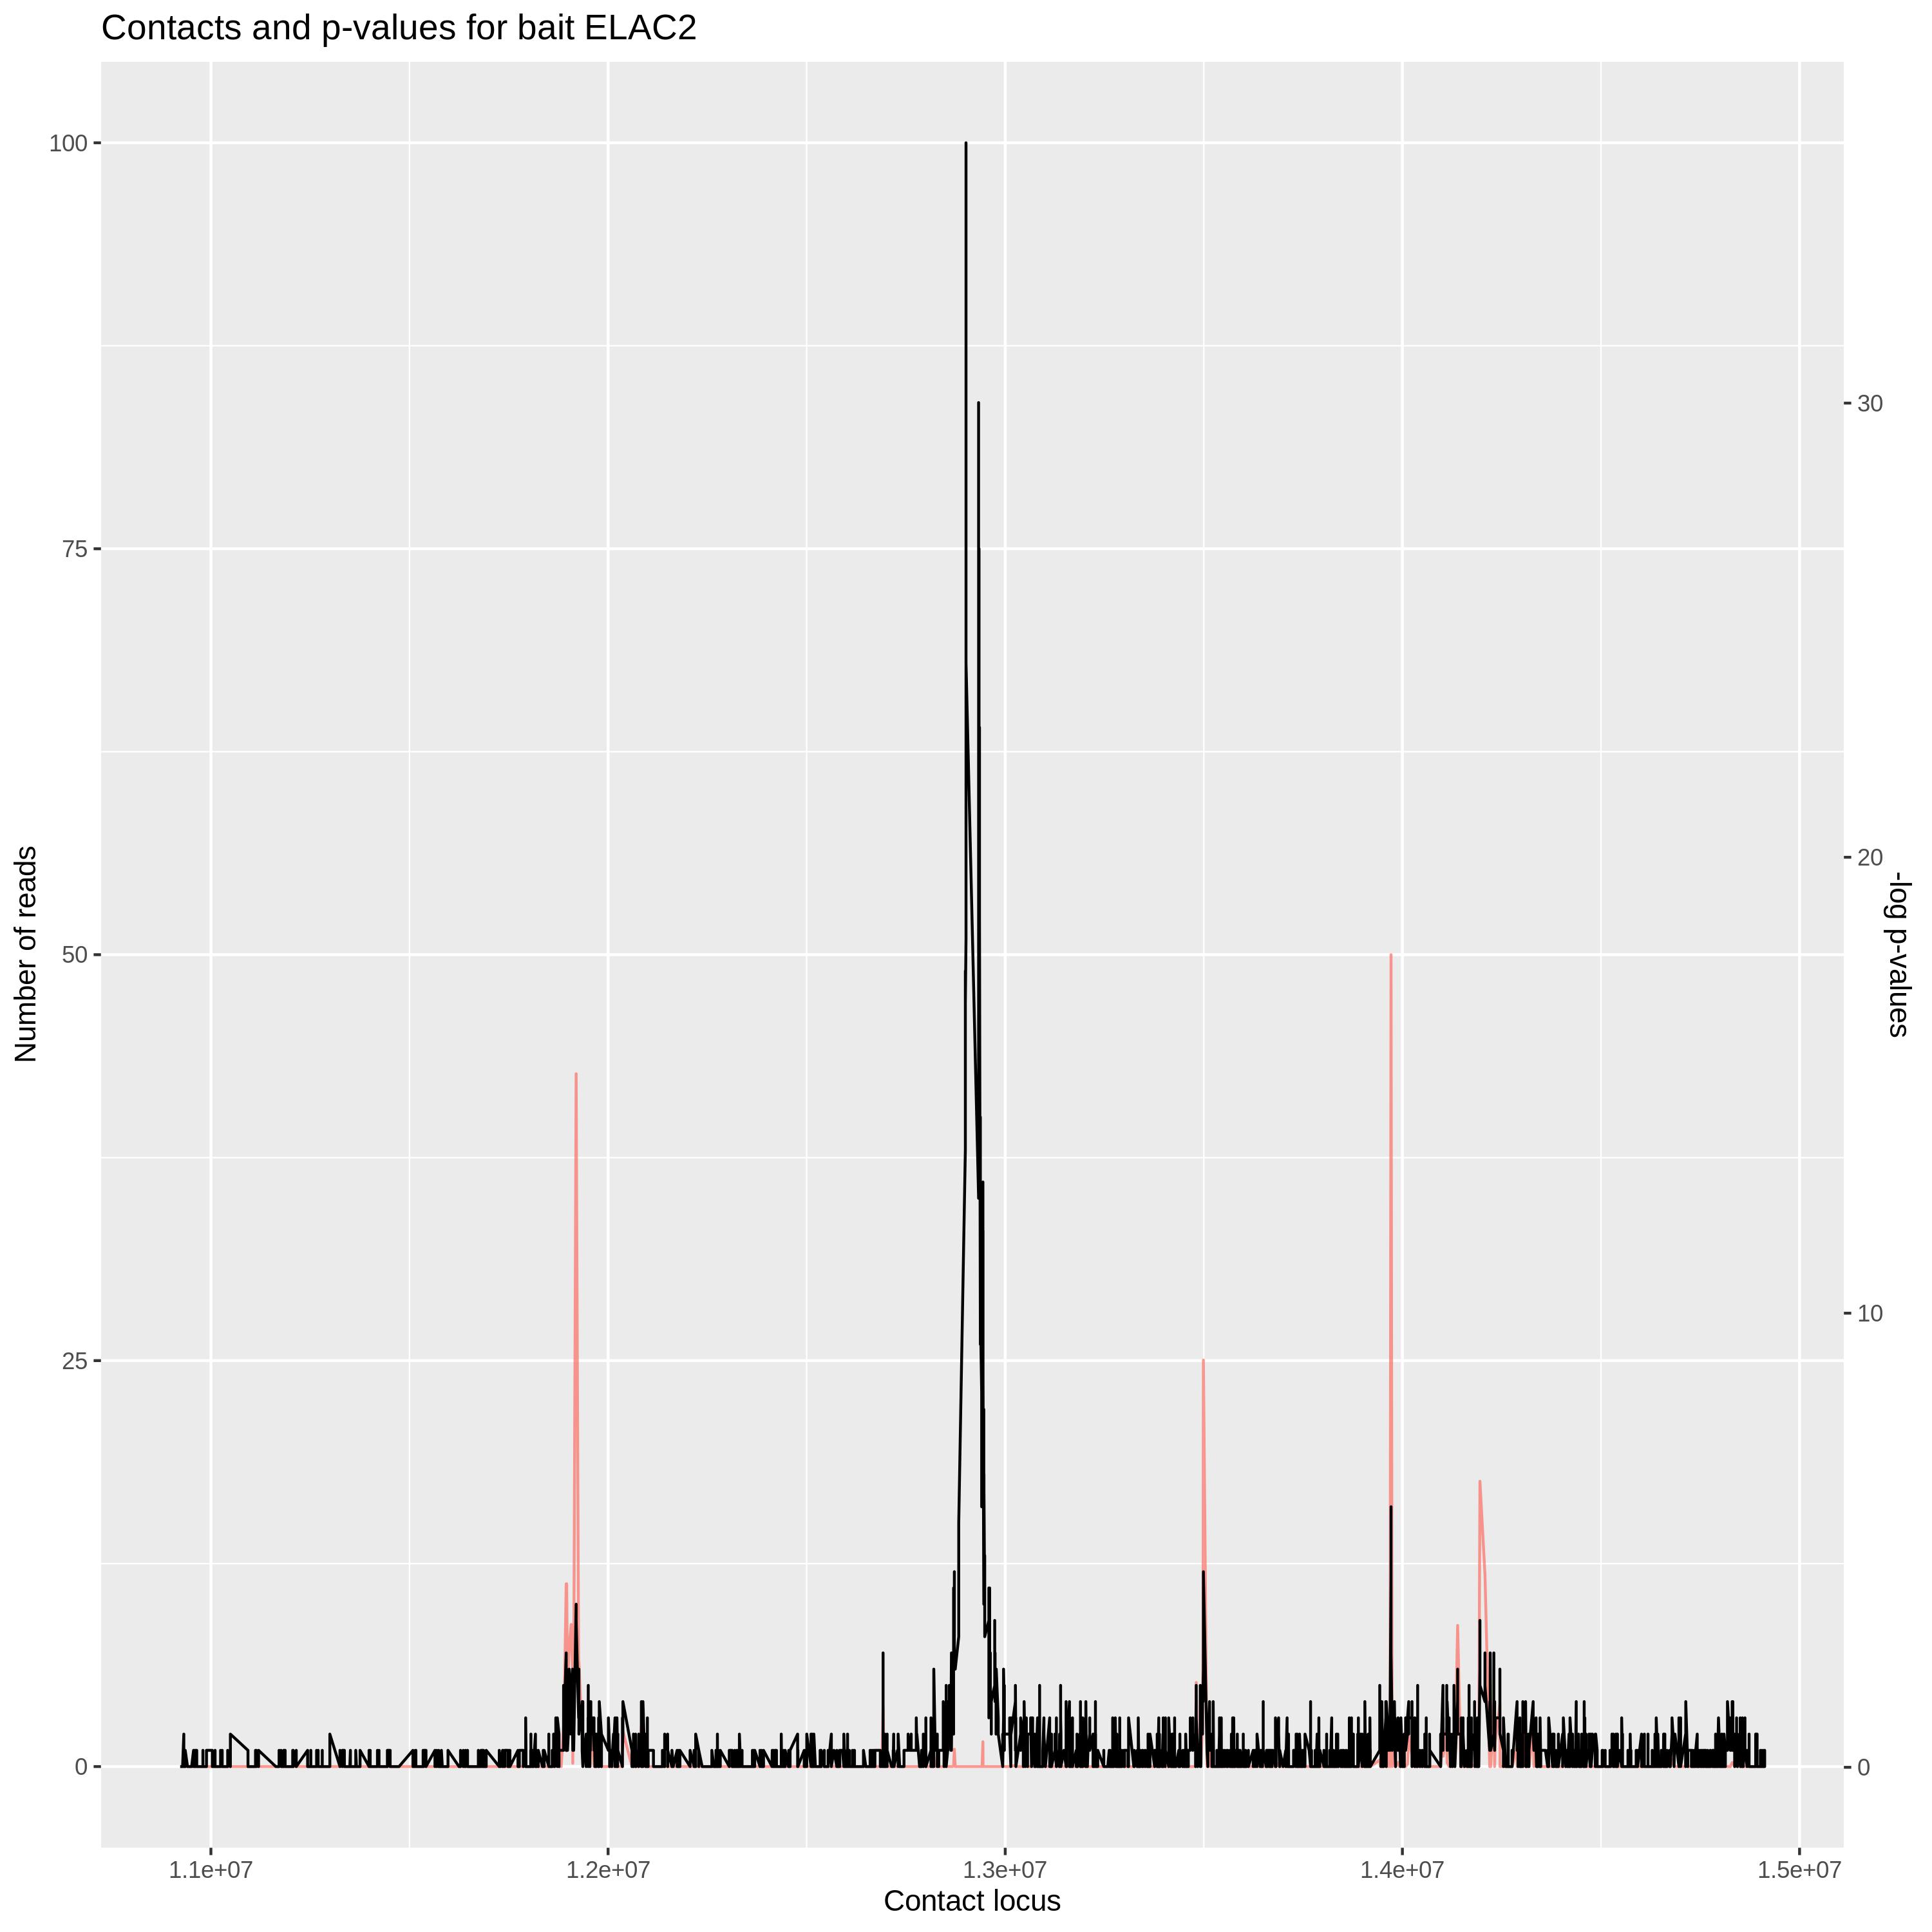 Contacts and p-values for bait ELAC2
100
75
50
25
0
Number of reads
30
20
10
0
-log p-values
1.1e+07
1.2e+07
1.3e+07
1.4e+07
1.5e+07
Contact locus